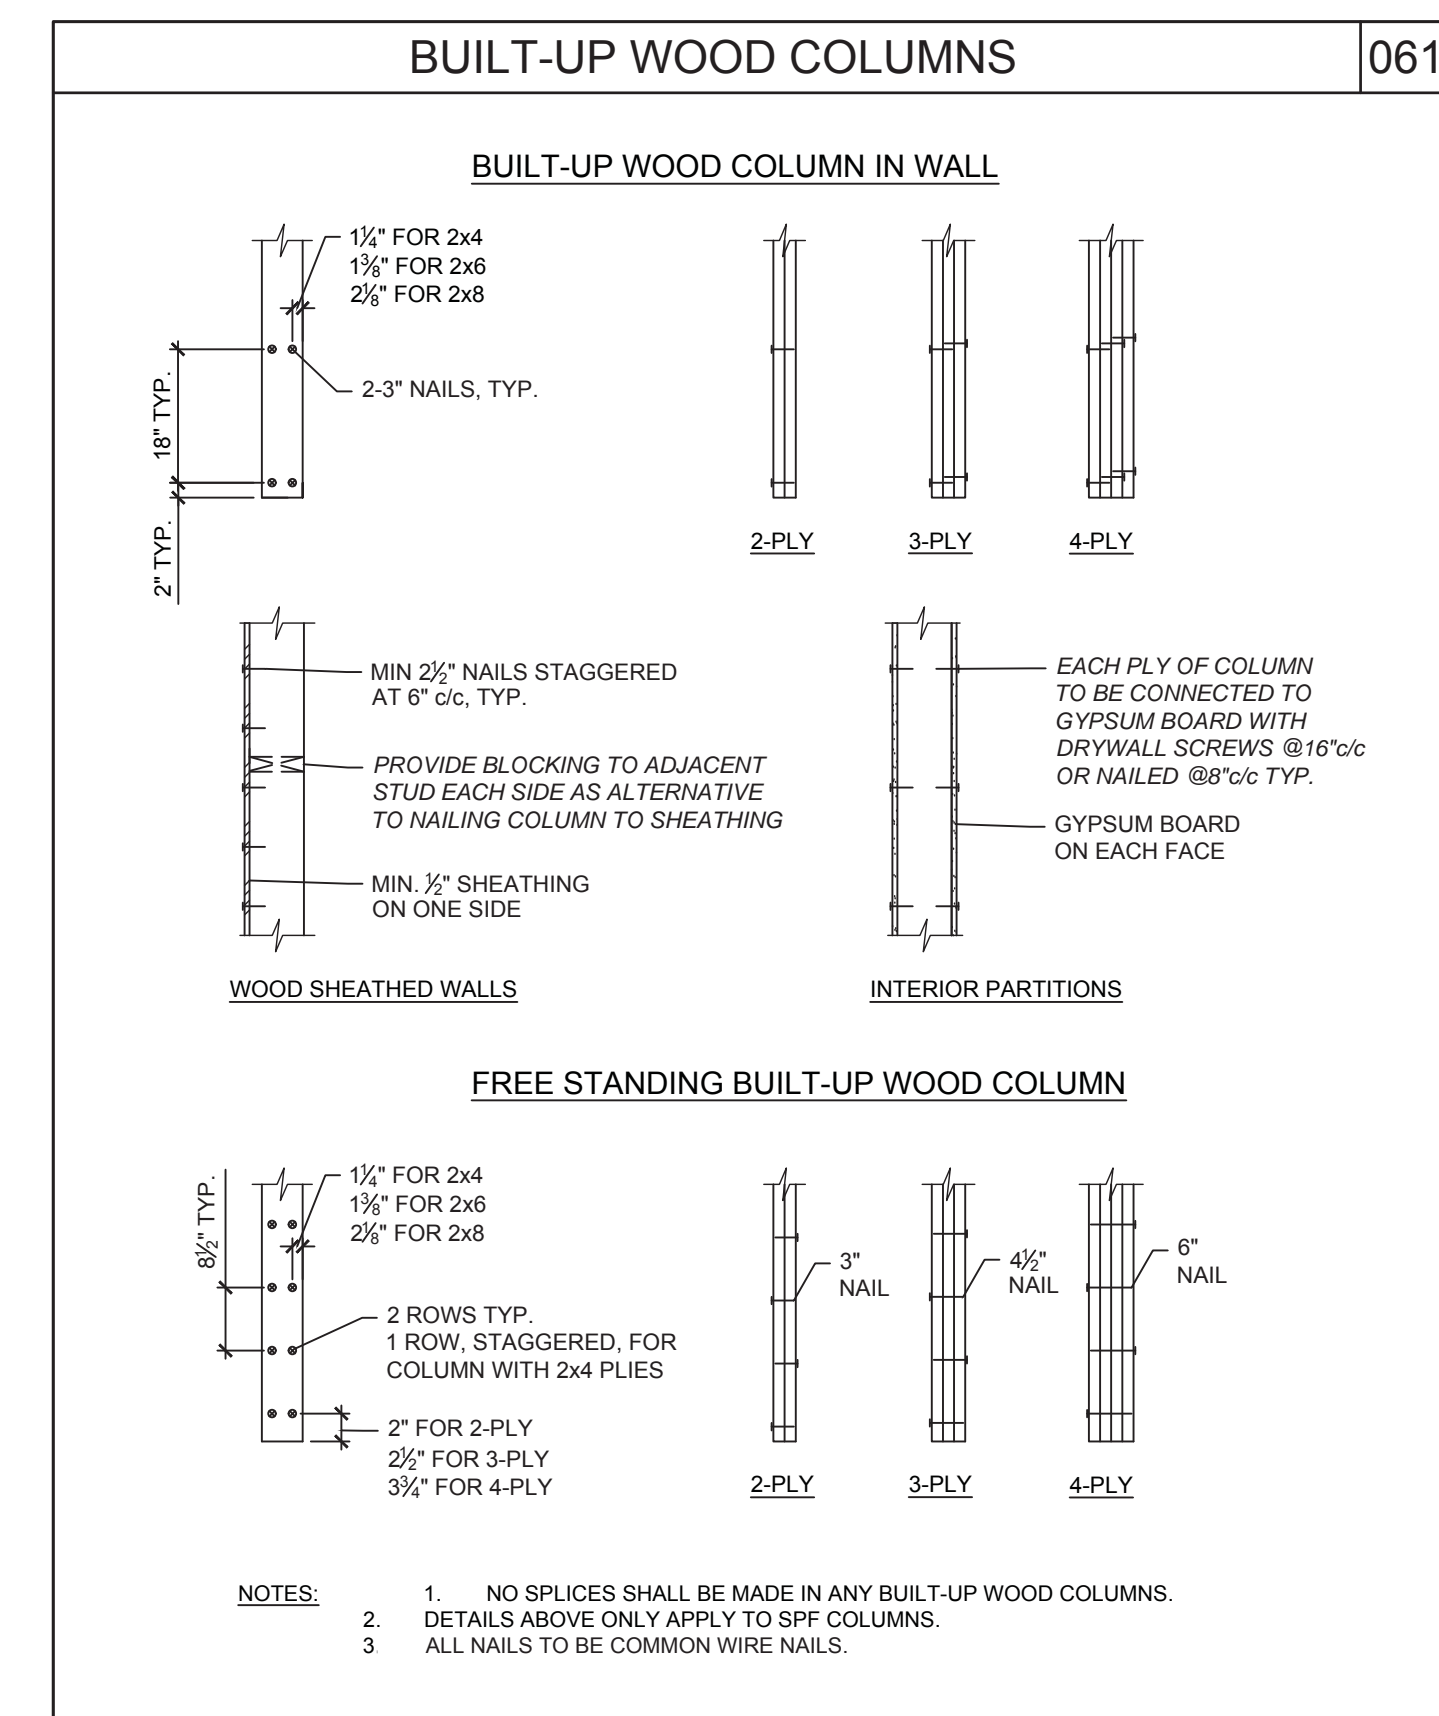 BUILT-UP WOOD COLUMNS
061
BUILT-UP WOOD COLUMN IN WALL
1¼" FOR 2x4
1⅜" FOR 2x6
2⅛" FOR 2x8
2-3" NAILS, TYP.
18" TYP.
2" TYP.
2-PLY
3-PLY
4-PLY
MIN 2½" NAILS STAGGERED
AT 6" c/c, TYP.
PROVIDE BLOCKING TO ADJACENT
STUD EACH SIDE AS ALTERNATIVE
TO NAILING COLUMN TO SHEATHING
MIN. ½" SHEATHING
ON ONE SIDE
WOOD SHEATHED WALLS
EACH PLY OF COLUMN
TO BE CONNECTED TO
GYPSUM BOARD WITH
DRYWALL SCREWS @16"c/c
OR NAILED @8"c/c TYP.
GYPSUM BOARD
ON EACH FACE
INTERIOR PARTITIONS
FREE STANDING BUILT-UP WOOD COLUMN
8½" TYP.
1¼" FOR 2x4
1⅜" FOR 2x6
2⅛" FOR 2x8
2 ROWS TYP.
1 ROW, STAGGERED, FOR
COLUMN WITH 2x4 PLIES
2" FOR 2-PLY
2½" FOR 3-PLY
3¾" FOR 4-PLY
3"
NAIL
4½"
NAIL
6"
NAIL
2-PLY
3-PLY
4-PLY
NOTES: 1. NO SPLICES SHALL BE MADE IN ANY BUILT-UP WOOD COLUMNS.
2. DETAILS ABOVE ONLY APPLY TO SPF COLUMNS.
3. ALL NAILS TO BE COMMON WIRE NAILS.